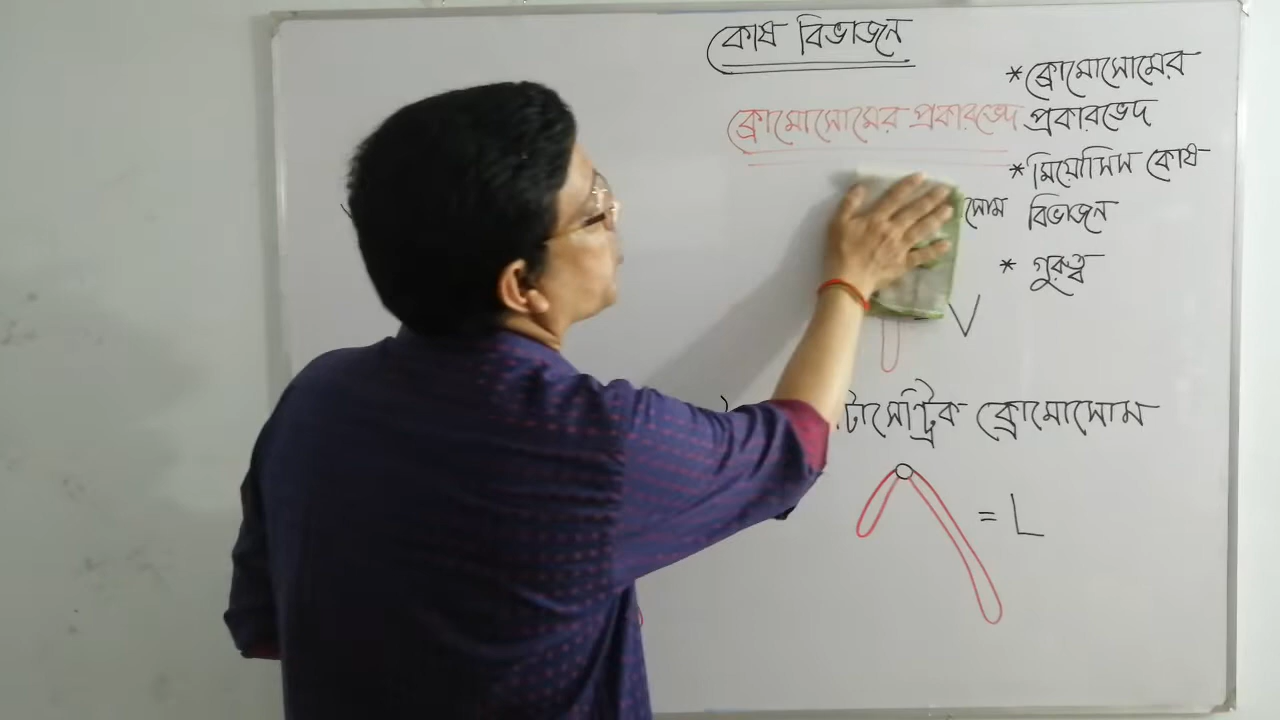 কোষ বিভাজন
ক্রোমোসোমের প্রকারভেদ
* ক্রোমোসোমের
প্রকারভেদ
* মিয়োসিস কোষ
বিভাজন
* গুরুত্ব
V
ক্রোমোসোম
= L